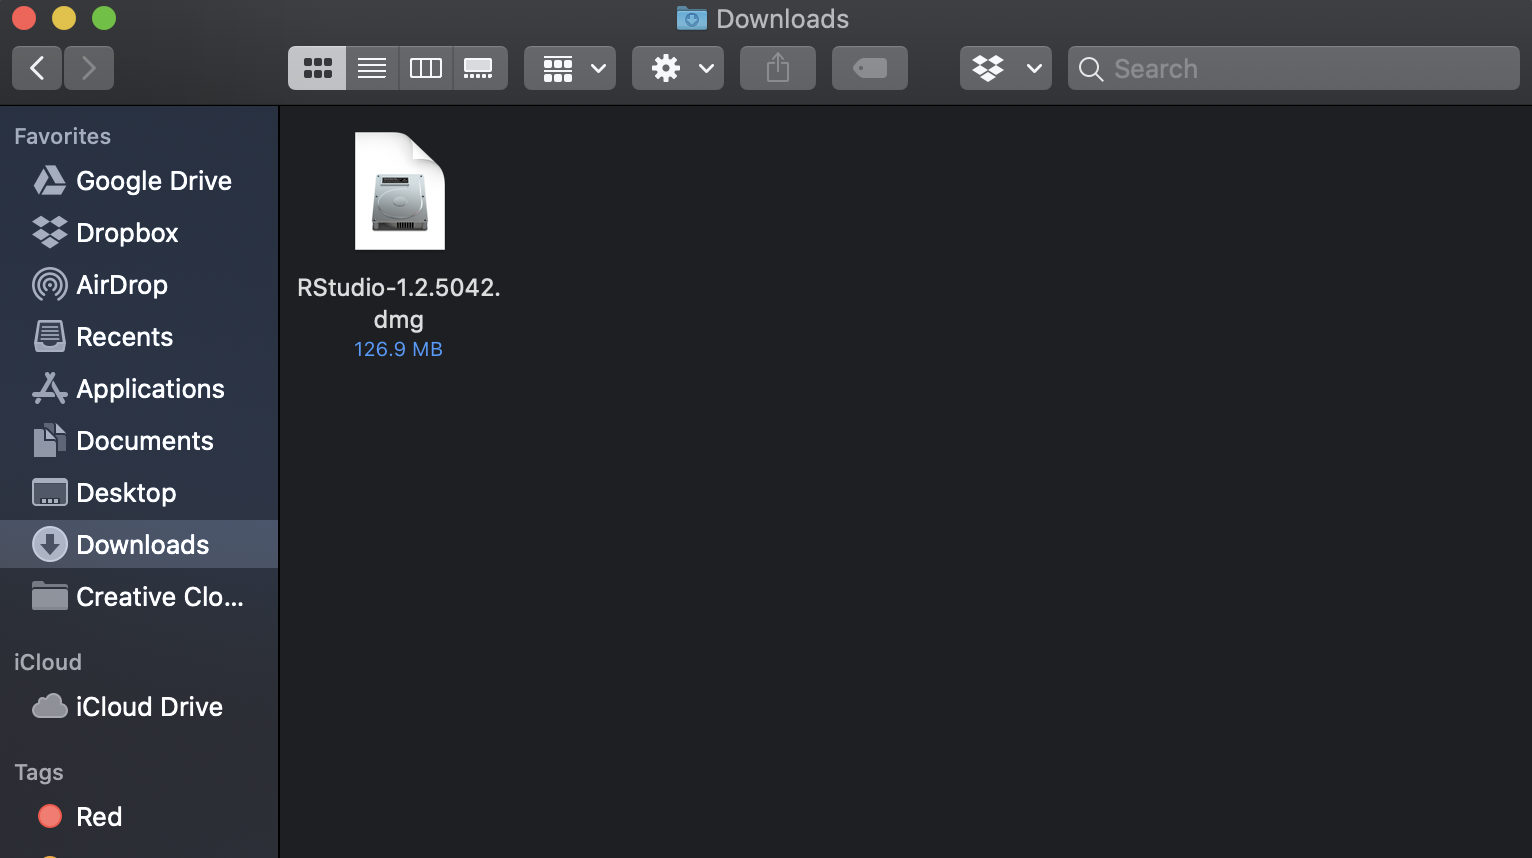 Downloads
Search
Favorites
Google Drive
Dropbox
AirDrop
Recents
Applications
Documents
Desktop
Downloads
Creative Clo...
iCloud
iCloud Drive
Tags
Red
RStudio-1.2.5042.
dmg
126.9 MB